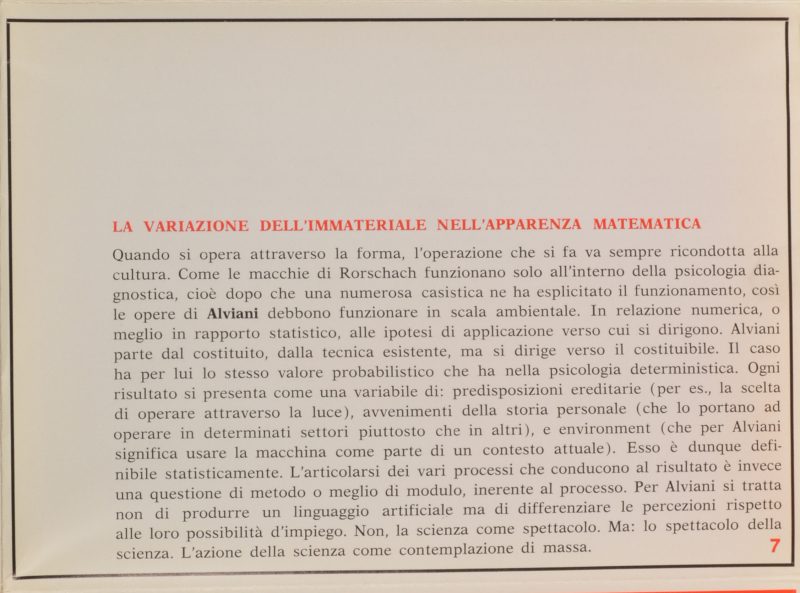 LA VARIAZIONE DELL'IMMATERIALE NELL'APPARENZA MATEMATICA
Quando si opera attraverso la forma, l'operazione che si fa va sempre ricondotta alla
cultura. Come le macchie di Rorschach funzionano solo all'interno della psicologia dia-
gnostica, cioè dopo che una numerosa casistica ne ha esplicitato il funzionamento, così
le opere di Alviani debbono funzionare in scala ambientale. In relazione numerica, o
meglio in rapporto statistico, alle ipotesi di applicazione verso cui si dirigono. Alviani
parte dal costituito, dalla tecnica esistente, ma si dirige verso il costituibile. Il caso
ha per lui lo stesso valore probabilistico che ha nella psicologia deterministica. Ogni
risultato si presenta come una variabile di: predisposizioni ereditarie (per es., la scelta
di operare attraverso la luce), avvenimenti della storia personale (che lo portano ad
operare in determinati settori piuttosto che in altri), e environment (che per Alviani
significa usare la macchina come parte di un contesto attuale). Esso è dunque defi-
nibile statisticamente. L'articolarsi dei vari processi che conducono al risultato è invece
una questione di metodo o meglio di modulo, inerente al processo. Per Alviani si tratta
non di produrre un linguaggio artificiale ma di differenziare le percezioni rispetto
alle loro possibilità d'impiego. Non, la scienza come spettacolo. Ma: lo spettacolo della
scienza. L'azione della scienza come contemplazione di massa.
7